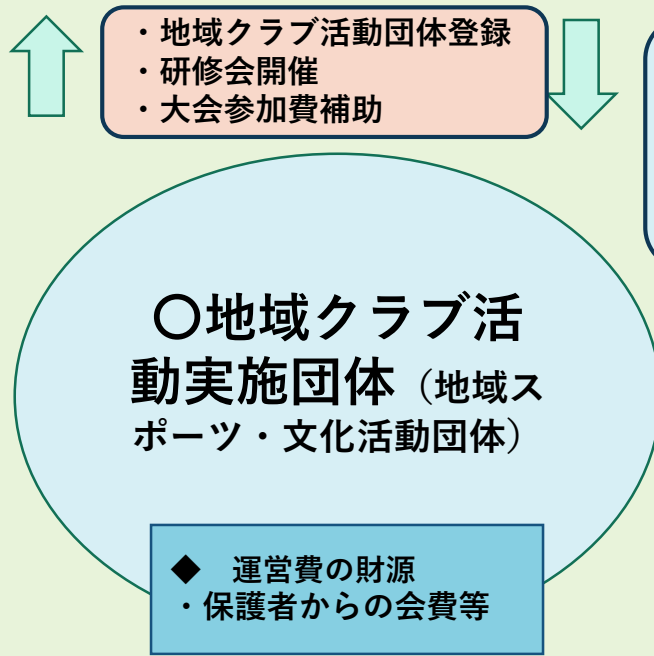 ・地域クラブ活動団体登録
・研修会開催
・大会参加費補助
〇地域クラブ活
動実施団体（地域ス
ポーツ・文化活動団体）
◆　運営費の財源
・保護者からの会費等